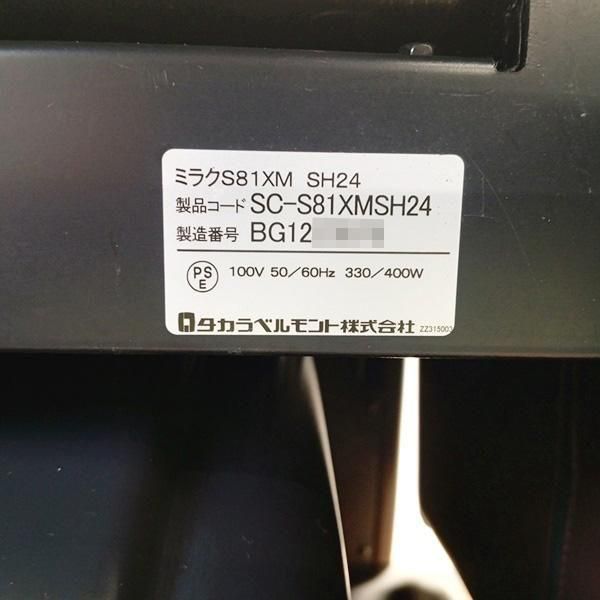 ミラクS81XM SH24
製品コード SC-S81XMSH24
製造番号 BG12
PSE 100V 50/60Hz 330/400W
タカラベルモント株式会社 ZZ315003